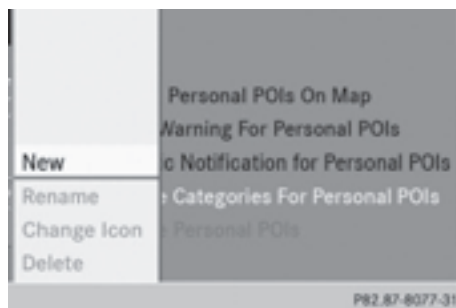 Personal POIs On Map
Warning For Personal POIs
New
c Notification for Personal POIs
Rename
Categories For Personal POIs
Change Icon
Personal POIs
Delete
P82.87-8077-31